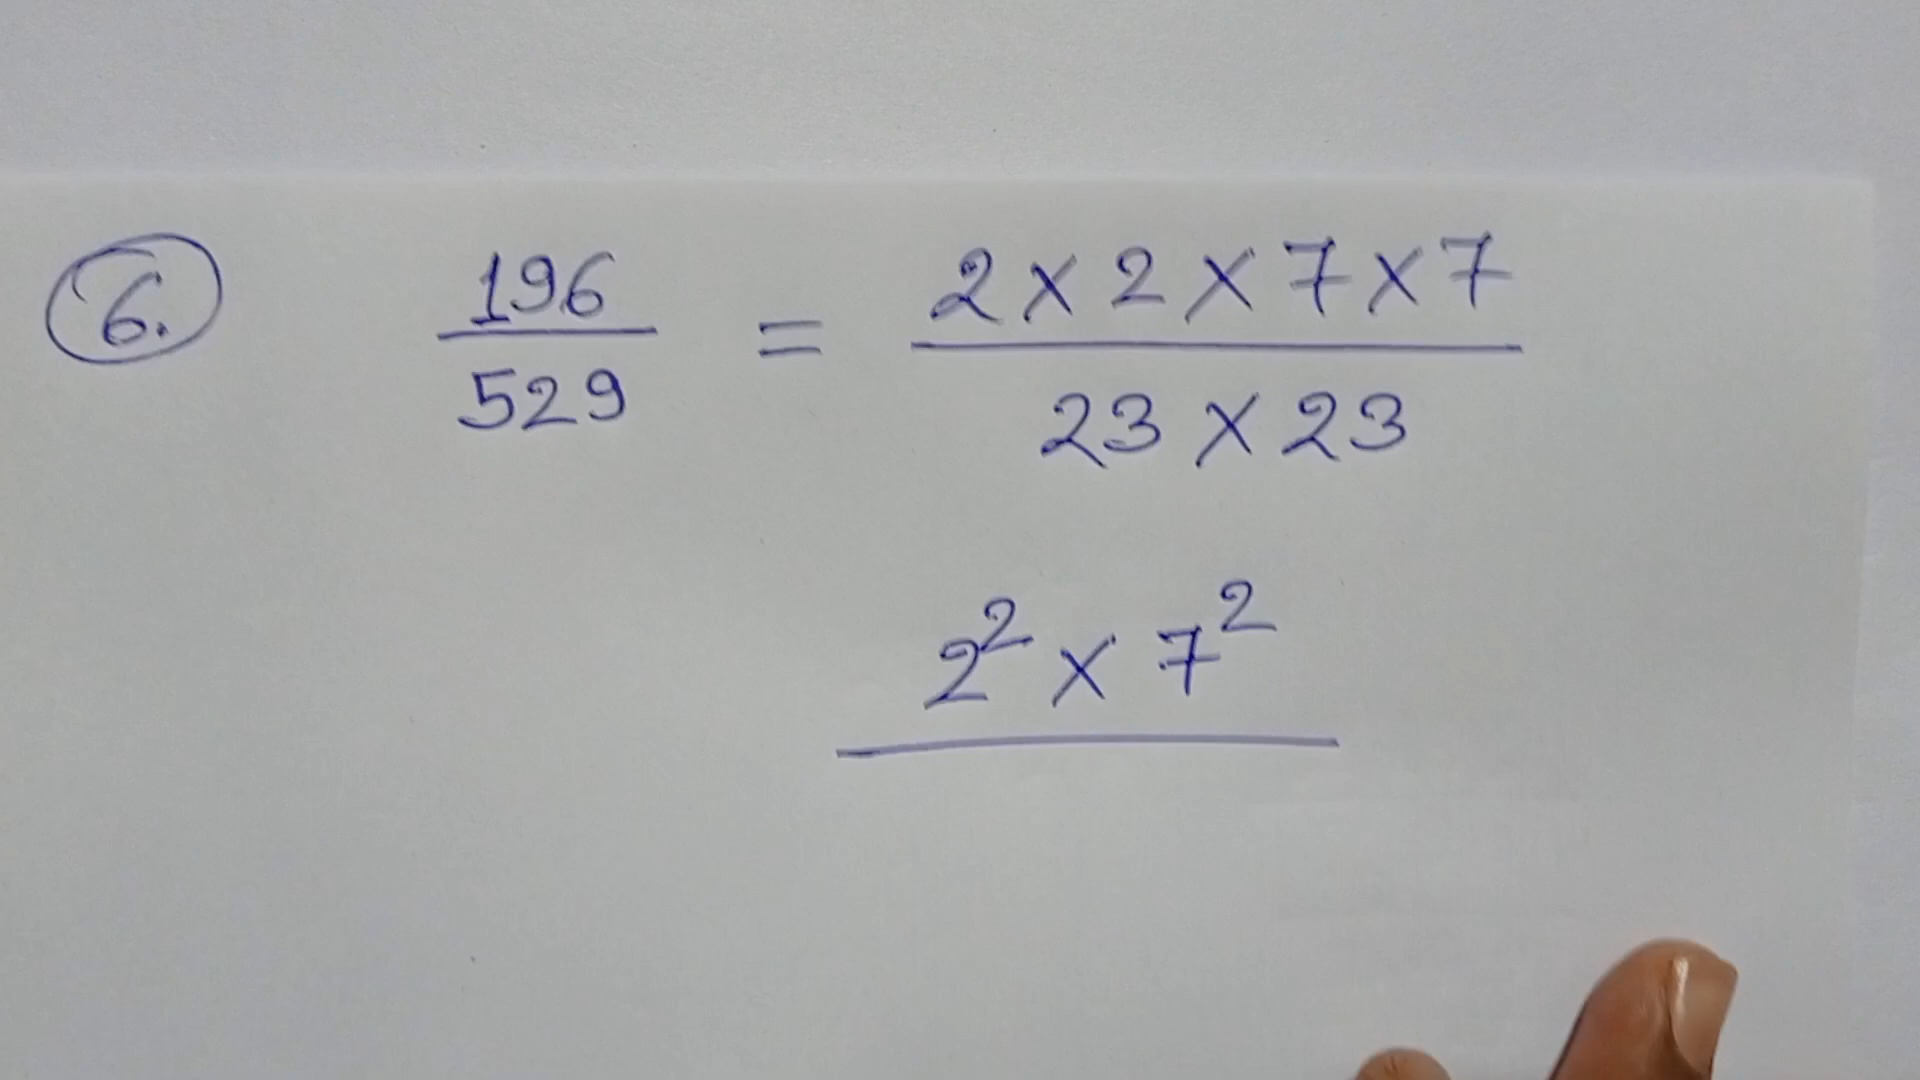 6. 196/529 = 2 x 2 x 7 x 7 / 23 x 23
2² x 7²